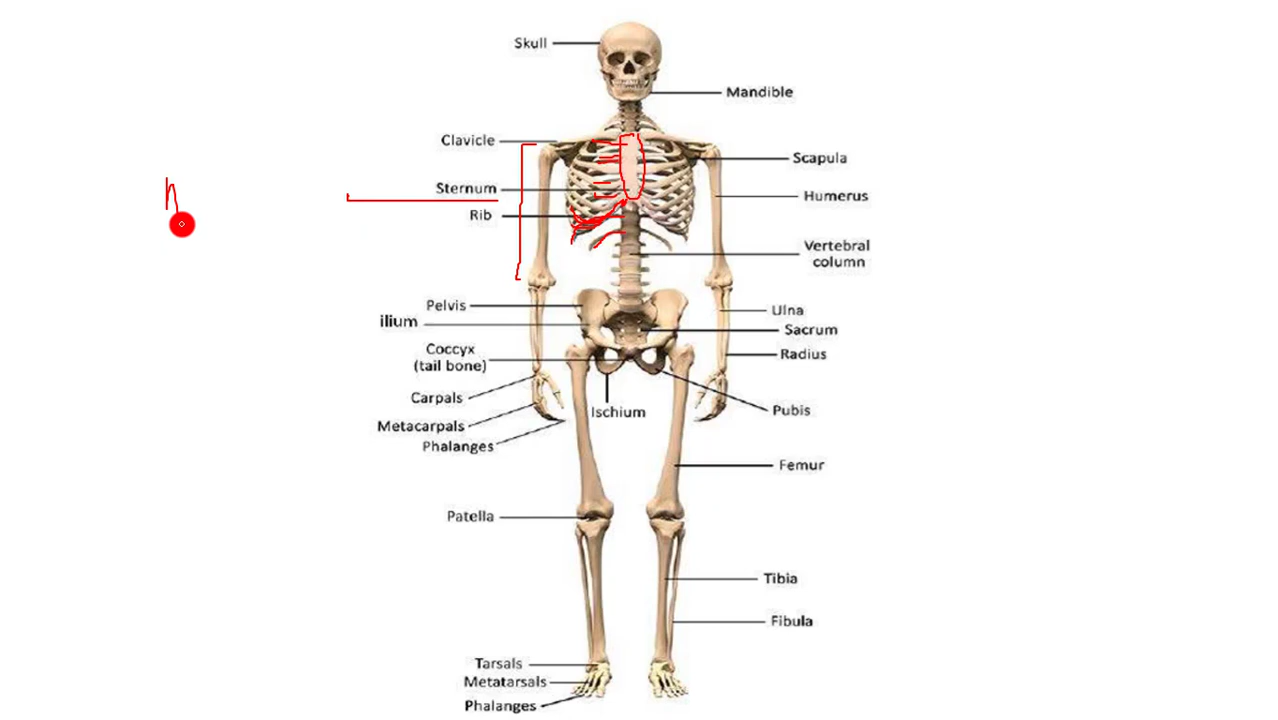 Skull
Mandible
Clavicle
Scapula
Sternum
Humerus
Rib
Vertebral
column
Pelvis
Ulna
ilium
Sacrum
Coccyx
(tail bone)
Radius
Carpals
Ischium
Pubis
Metacarpals
Phalanges
Femur
Patella
Tibia
Fibula
Tarsals
Metatarsals
Phalanges